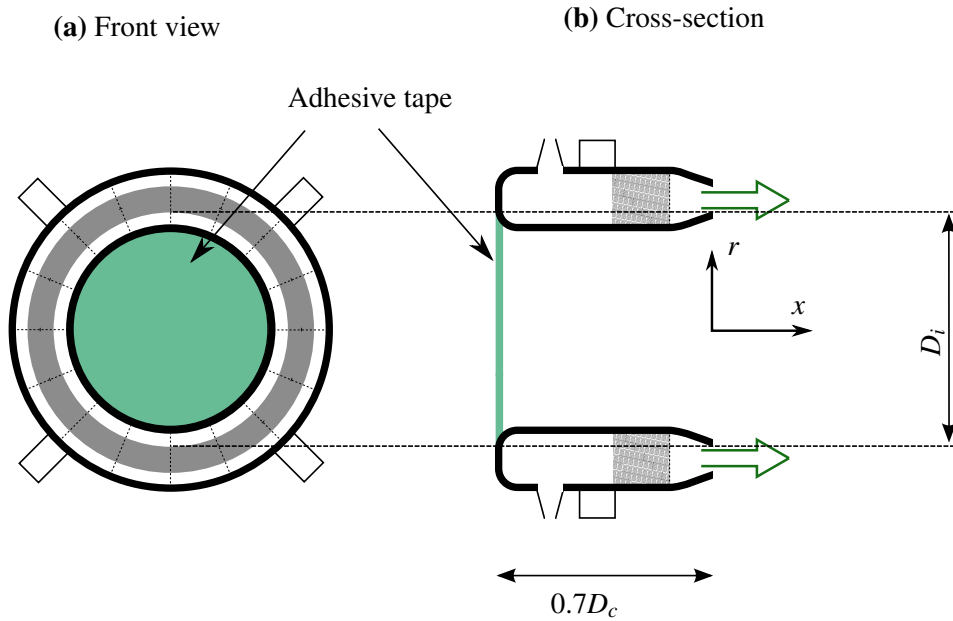 (a) Front view
(b) Cross-section
Adhesive tape
r
x
D_i
0.7D_c